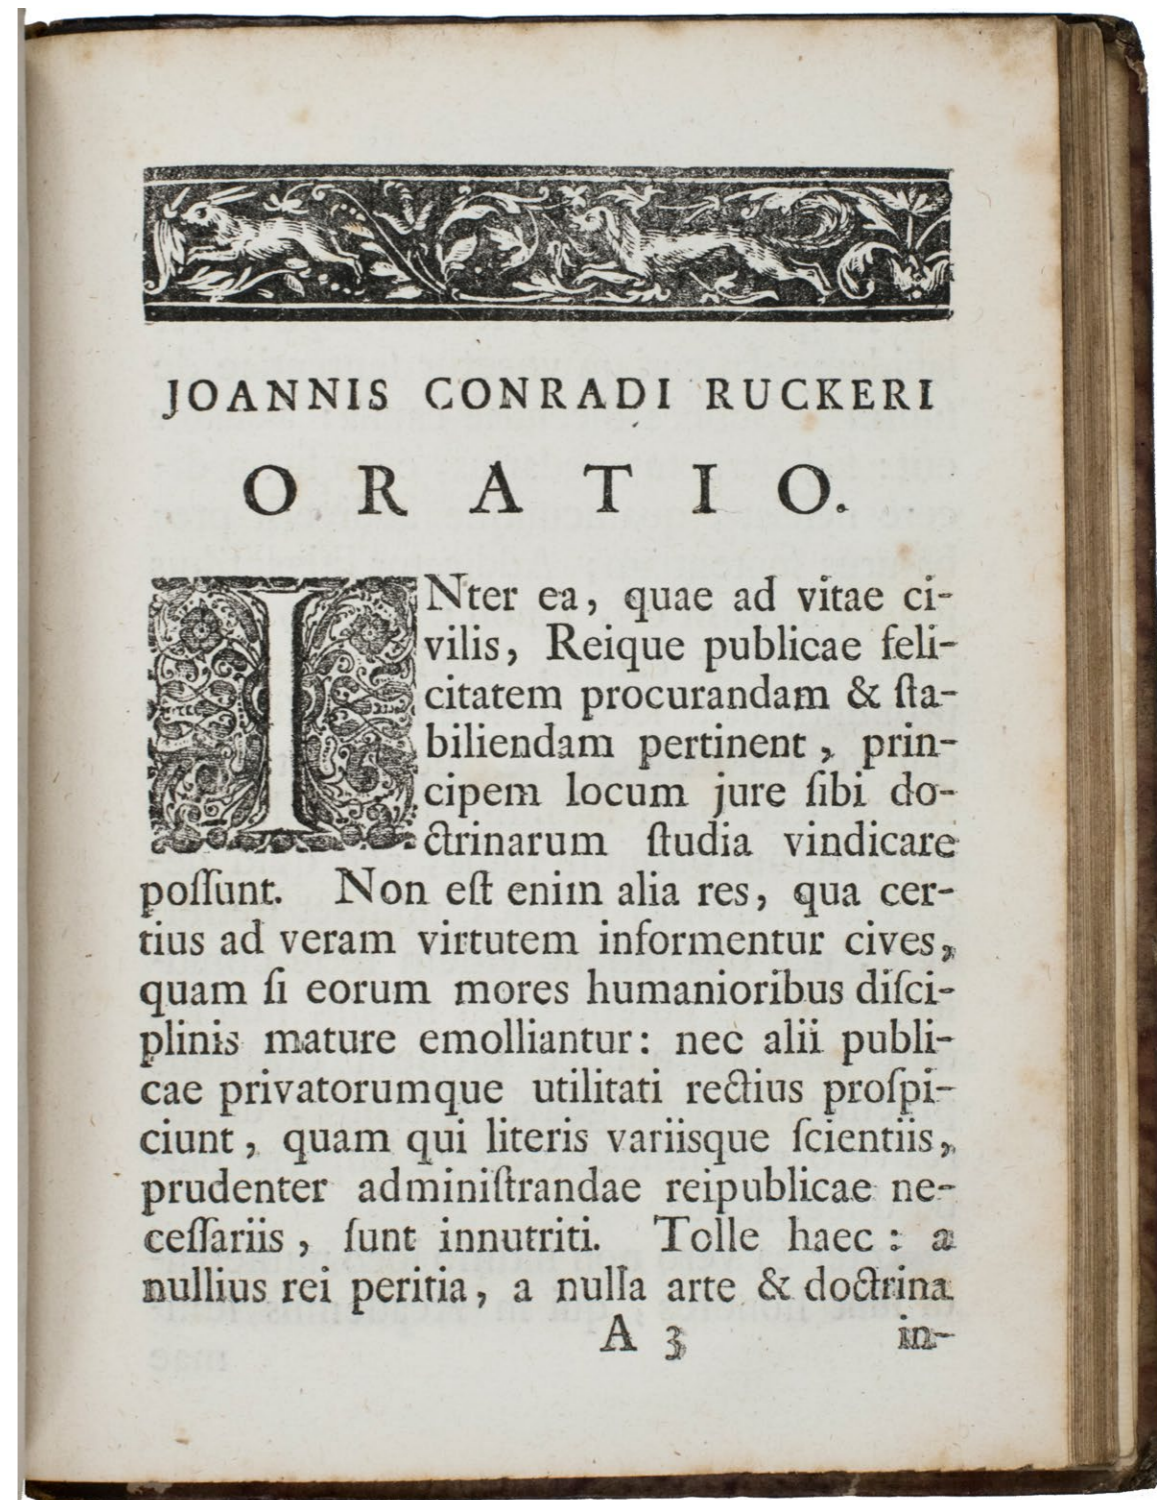 JOANNIS CONRADI RUCKERI
ORATIO.
INter ea, quae ad vitae ci-
vilis, Reique publicae feli-
citatem procurandam & ſta-
biliendam pertinent, prin-
cipem locum jure ſibi do-
ctrinarum ſtudia vindicare
poſſunt. Non eſt enim alia res, qua cer-
tius ad veram virtutem informentur cives,
quam ſi eorum mores humanioribus diſci-
plinis mature emolliantur: nec alii publi-
cae privatorumque utilitati rectius proſpi-
ciunt, quam qui literis variisque ſcientiis,
prudenter adminiſtrandae reipublicae ne-
ceſſariis, ſunt innutriti. Tolle haec: a
nullius rei peritia, a nulla arte & doctrina
A 3 in-